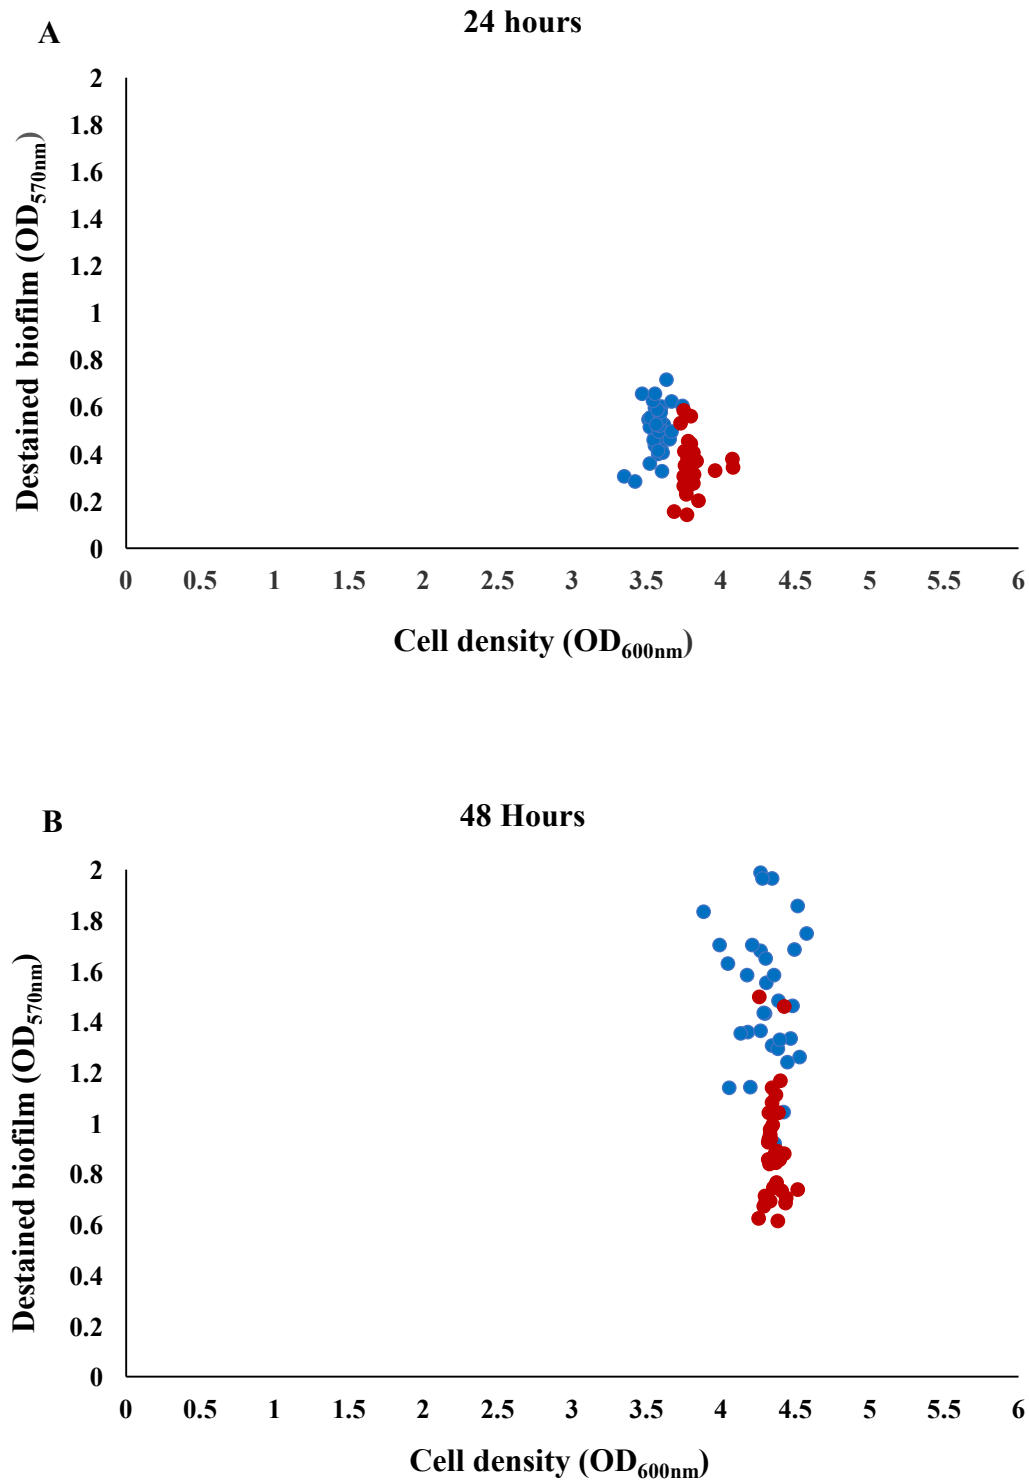 A
24 hours
2
1.8
1.6
1.4
1.2
1
0.8
0.6
0.4
0.2
0
Destained biofilm (OD570nm)
0 0.5 1 1.5 2 2.5 3 3.5 4 4.5 5 5.5 6
Cell density (OD600nm)
B
48 Hours
2
1.8
1.6
1.4
1.2
1
0.8
0.6
0.4
0.2
0
Destained biofilm (OD570nm)
0 0.5 1 1.5 2 2.5 3 3.5 4 4.5 5 5.5 6
Cell density (OD600nm)